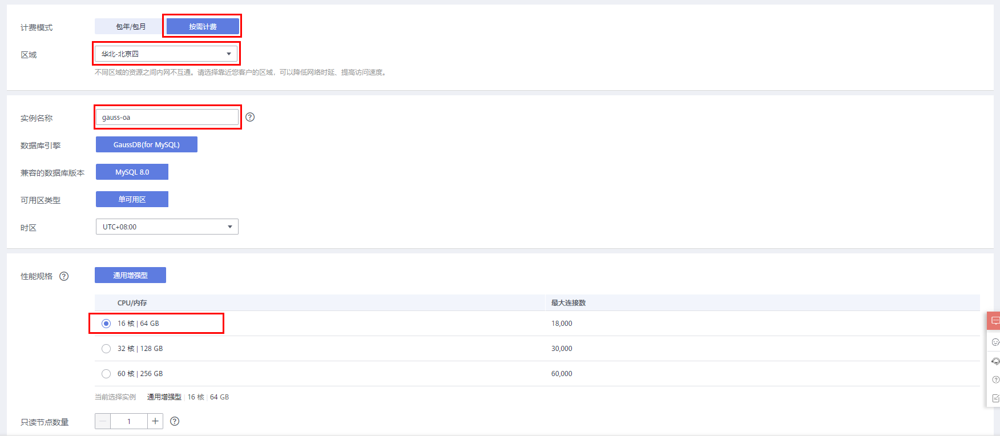 计费模式 包年/包月 按需计费
区域 华北-北京四
不同区域的资源之间内网不互通。请选择靠近您客户的区域，可以降低网络时延、提高访问速度。
实例名称 gauss-oa
数据库引擎 GaussDB(for MySQL)
兼容的数据库版本 MySQL 8.0
可用区类型 单可用区
时区 UTC+08:00
性能规格 通用增强型
CPU/内存 最大连接数
16 核 | 64 GB 18,000
32 核 | 128 GB 30,000
60 核 | 256 GB 60,000
当前选择实例 通用增强型 | 16 核 | 64 GB
只读节点数量 — 1 +